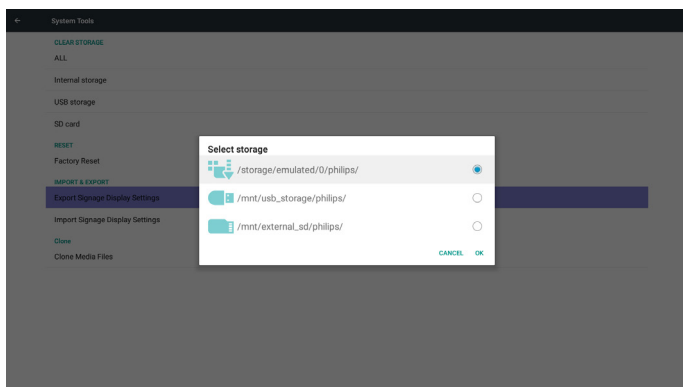 System Tools
CLEAR STORAGE
ALL
Internal storage
USB storage
SD card
RESET
Factory Reset
IMPORT & EXPORT
Export Signage Display Settings
Import Signage Display Settings
Clone
Clone Media Files
Select storage
/storage/emulated/0/philips/
/mnt/usb_storage/philips/
/mnt/external_sd/philips/
CANCEL OK